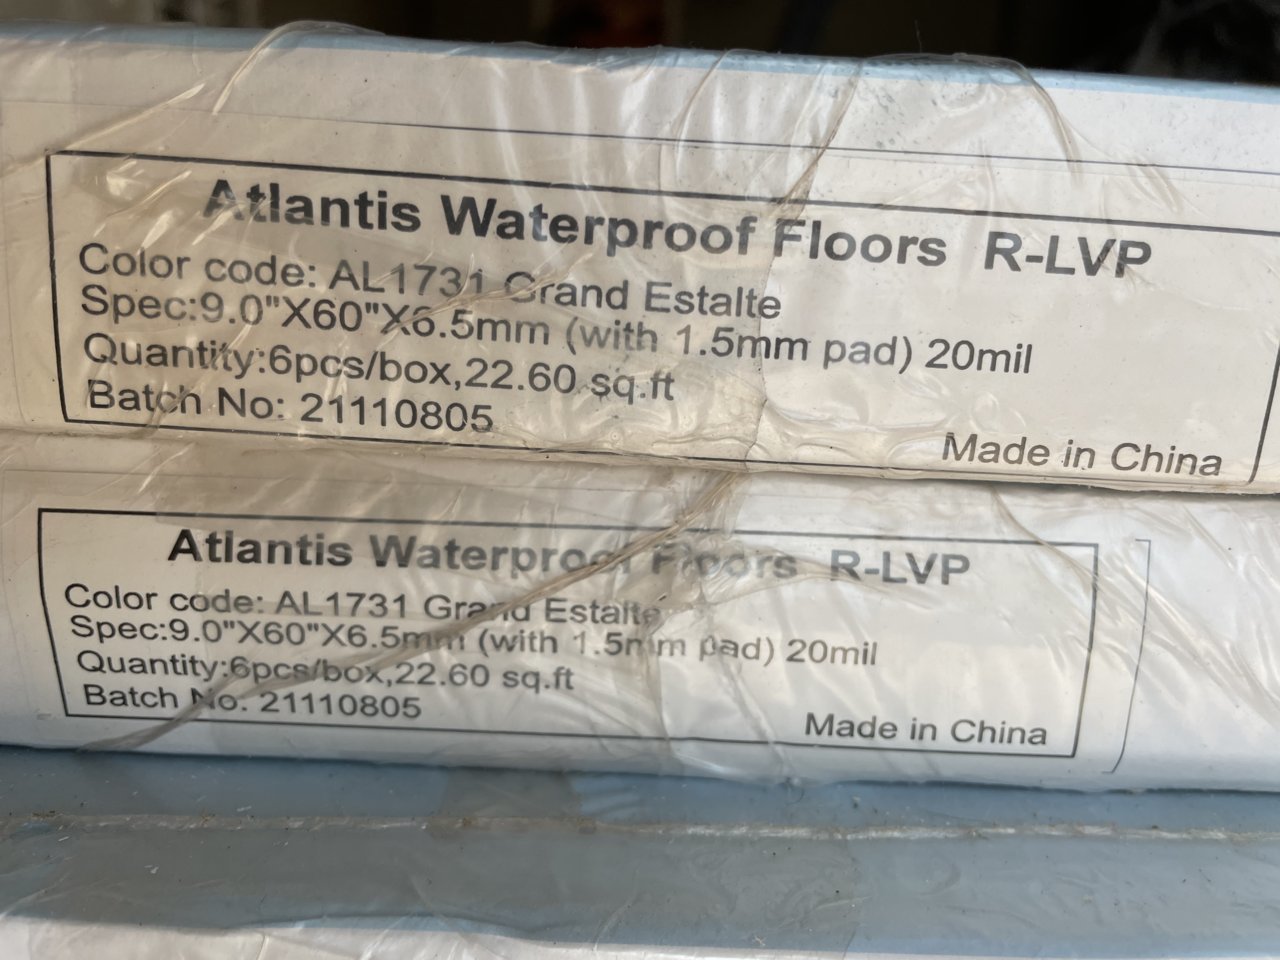 Atlantis Waterproof Floors R-LVP
Color code: AL1731 Grand Estalte
Spec:9.0"X60"X6.5mm (with 1.5mm pad) 20mil
Quantity:6pcs/box,22.60 sq.ft
Batch No: 21110805
Made in China
Atlantis Waterproof Floors R-LVP
Color code: AL1731 Grand Estalte
Spec:9.0"X60"X6.5mm (with 1.5mm pad) 20mil
Quantity:6pcs/box,22.60 sq.ft
Batch No: 21110805
Made in China